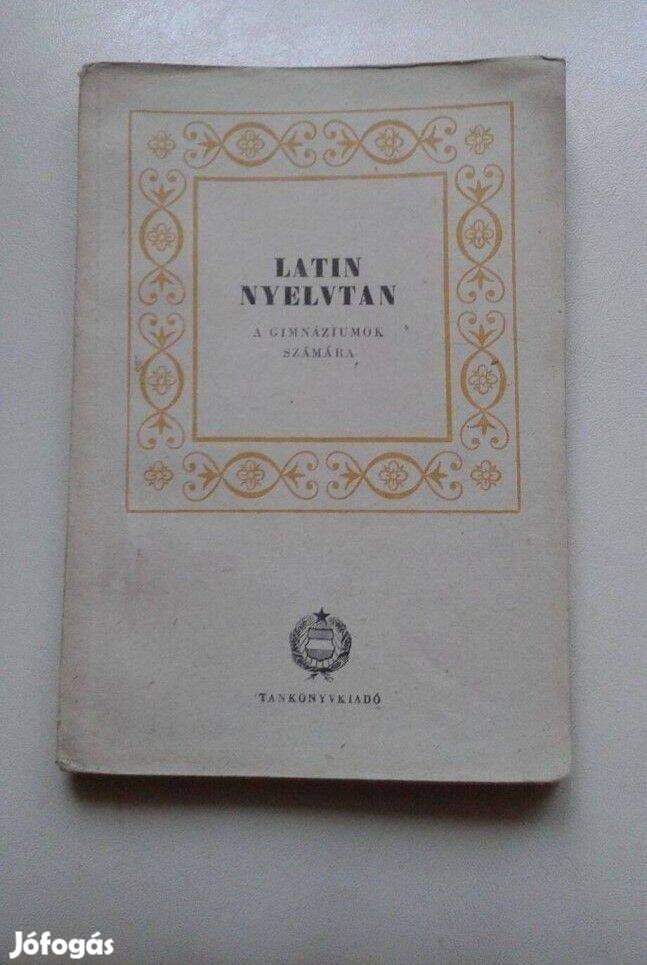 LATIN
NYELVTAN
A GIMNÁZIUMOK
SZÁMÁRA
TANKÖNYVKIADÓ
Jófogás